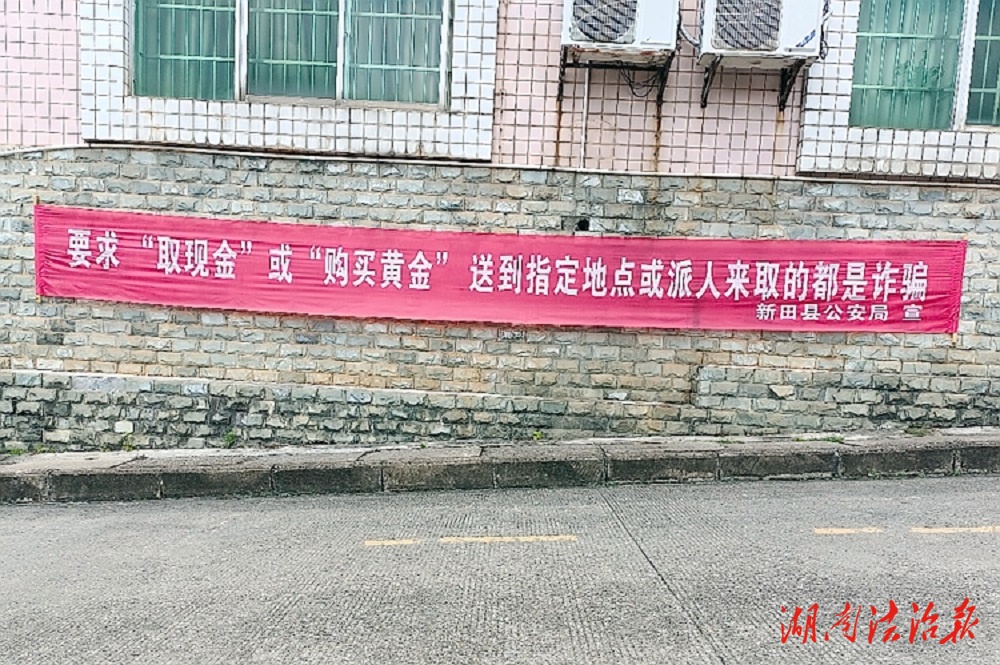 要求“取现金”或“购买黄金”送到指定地点或派人来取的都是诈骗
新田县公安局 宣
湖南法治报